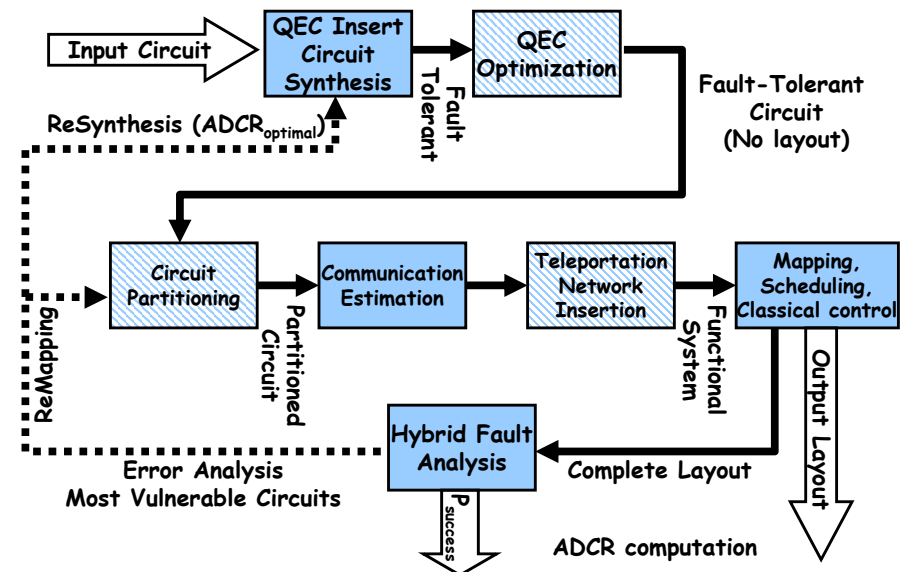 Input Circuit
QEC Insert
Circuit
Synthesis
Fault
Tolerant
QEC
Optimization
Fault-Tolerant
Circuit
(No layout)
ReSynthesis (ADCRoptimal)
ReMapping
Circuit
Partitioning
Partitioned
Circuit
Communication
Estimation
Teleportation
Network
Insertion
Functional
System
Mapping,
Scheduling,
Classical control
Output Layout
Hybrid Fault
Analysis
Complete Layout
Error Analysis
Most Vulnerable Circuits
Psuccess
ADCR computation